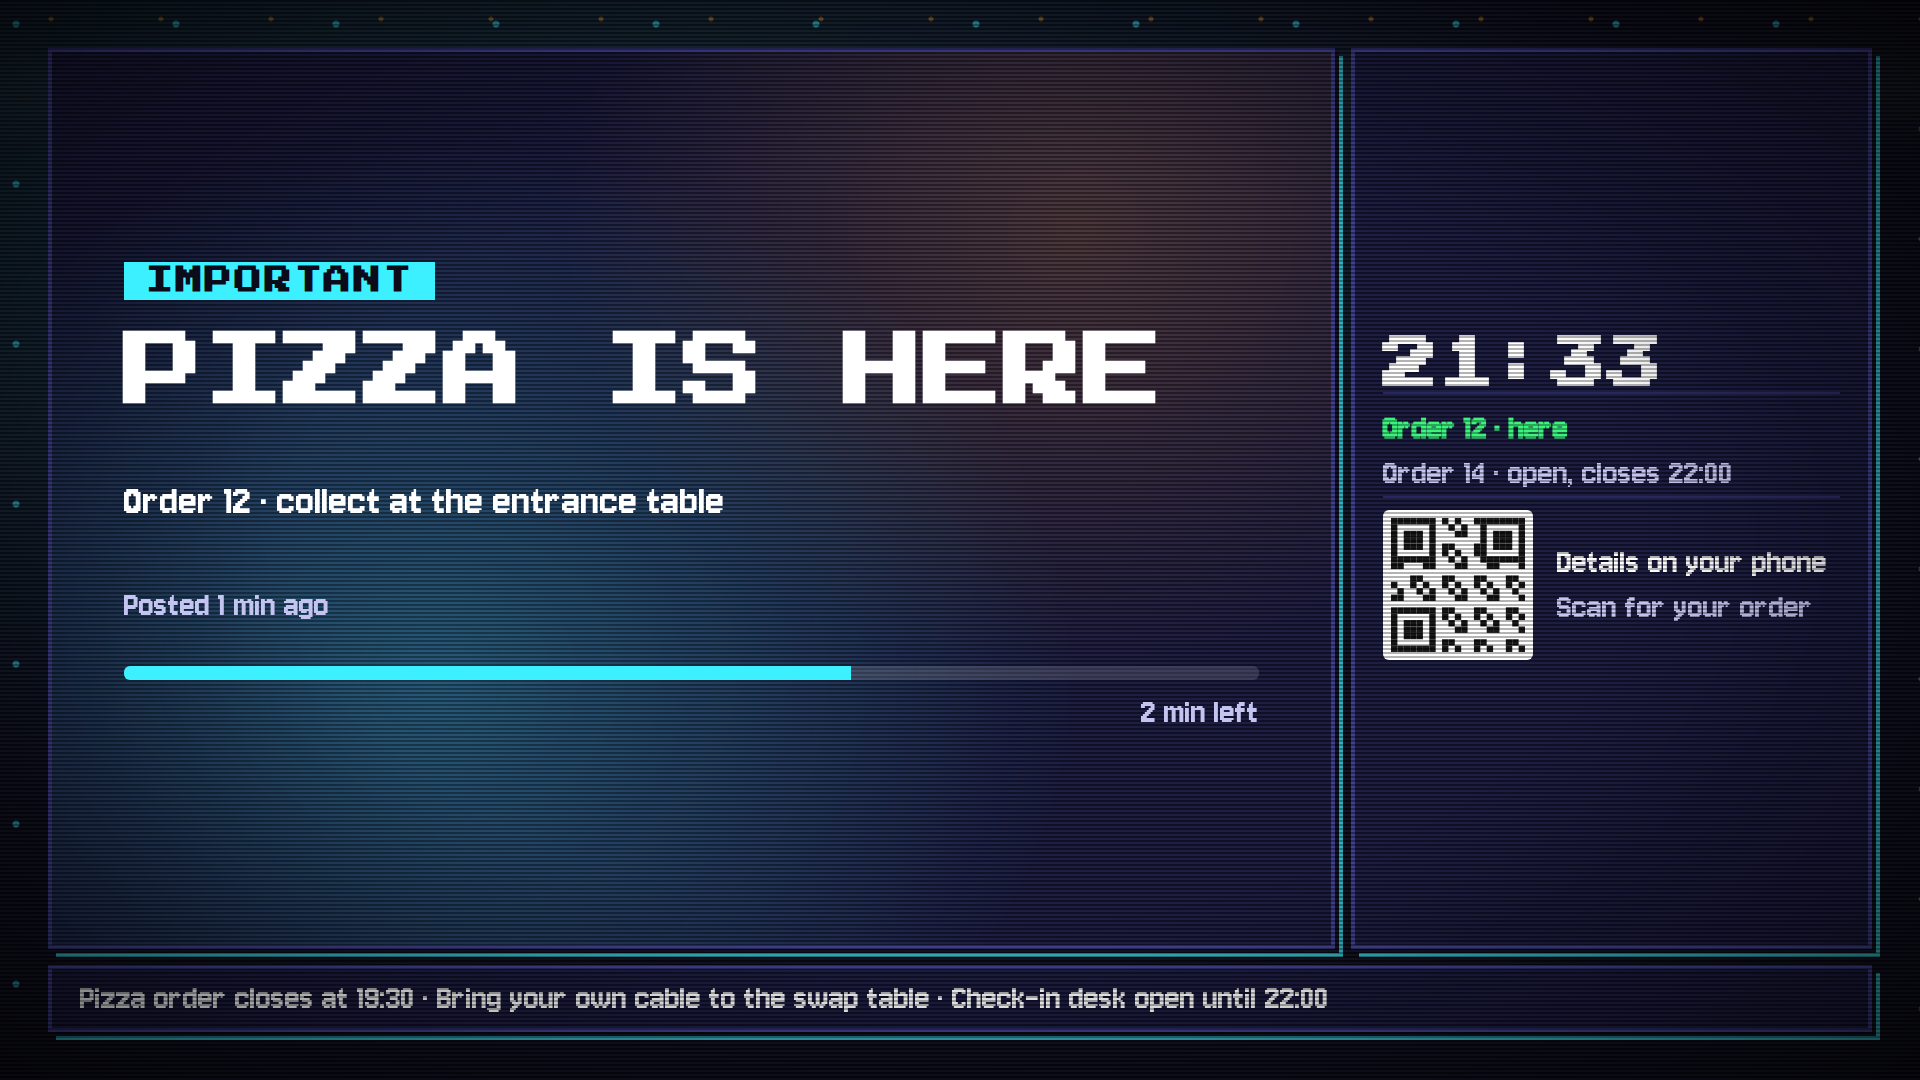 IMPORTANT
PIZZA IS HERE
Order 12 · collect at the entrance table
Posted 1 min ago
2 min left
21:33
Order 12 · here
Order 14 · open, closes 22:00
Details on your phone
Scan for your order
Pizza order closes at 19:30 · Bring your own cable to the swap table · Check-in desk open until 22:00